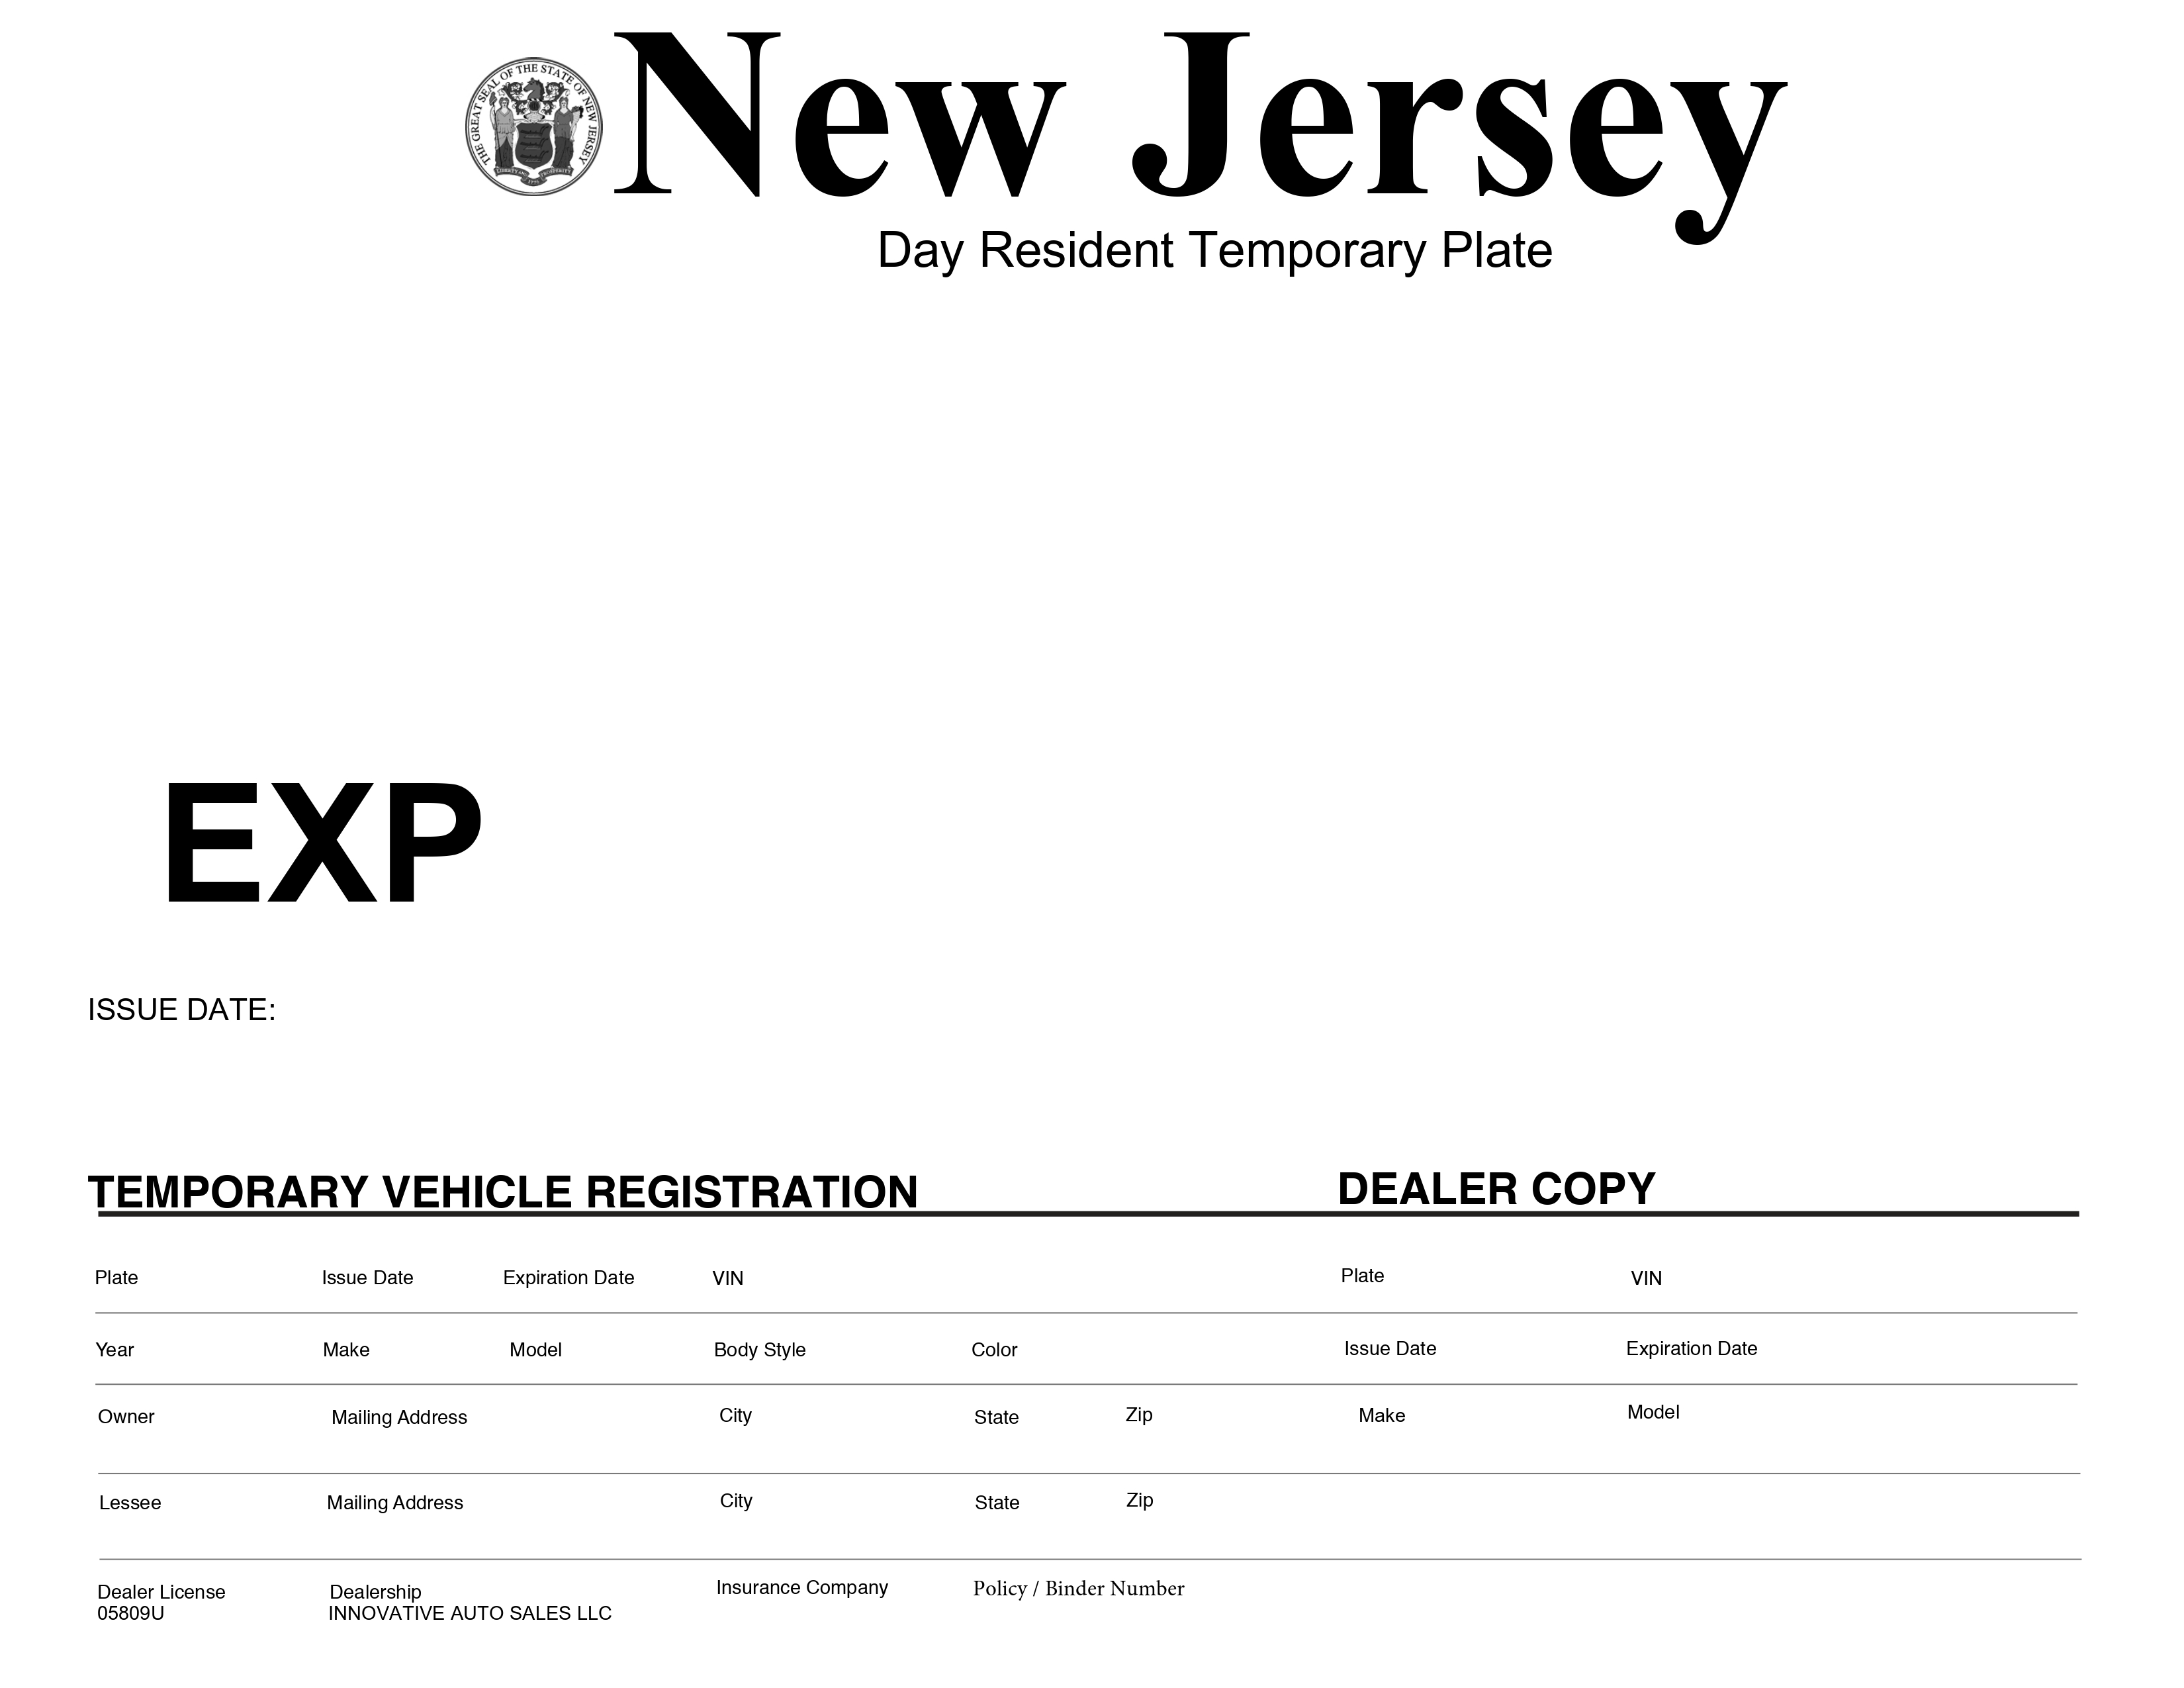 THE GREAT SEAL OF THE STATE OF NEW JERSEY
LIBERTY AND PROSPERITY
1776
New Jersey
Day Resident Temporary Plate
EXP
ISSUE DATE:
TEMPORARY VEHICLE REGISTRATION DEALER COPY
Plate Issue Date Expiration Date VIN Plate VIN
Year Make Model Body Style Color Issue Date Expiration Date
Owner Mailing Address City State Zip Make Model
Lessee Mailing Address City State Zip
Dealer License Dealership Insurance Company Policy / Binder Number
05809U INNOVATIVE AUTO SALES LLC